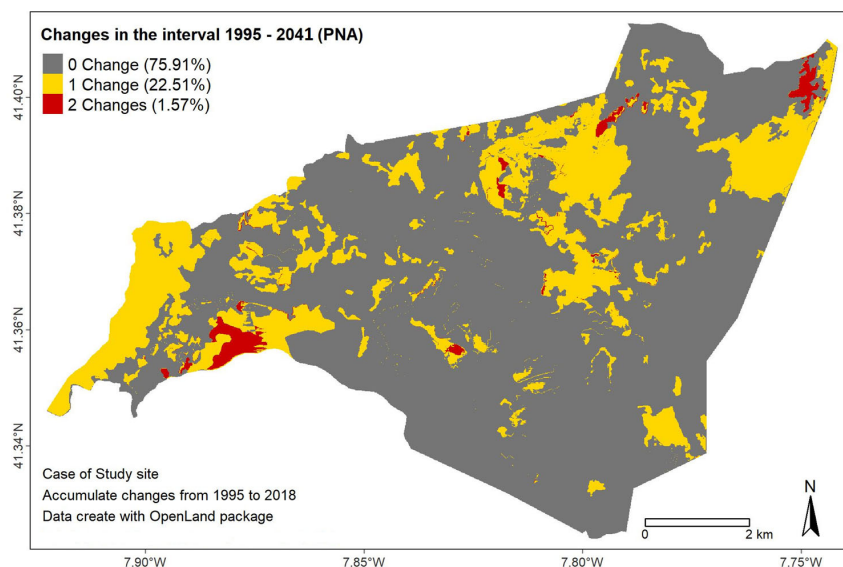 Changes in the interval 1995 - 2041 (PNA)
0 Change (75.91%)
1 Change (22.51%)
2 Changes (1.57%)
41.40°N
41.38°N
41.36°N
41.34°N
Case of Study site
Accumulate changes from 1995 to 2018
Data create with OpenLand package
N
0
2 km
7.90°W
7.85°W
7.80°W
7.75°W